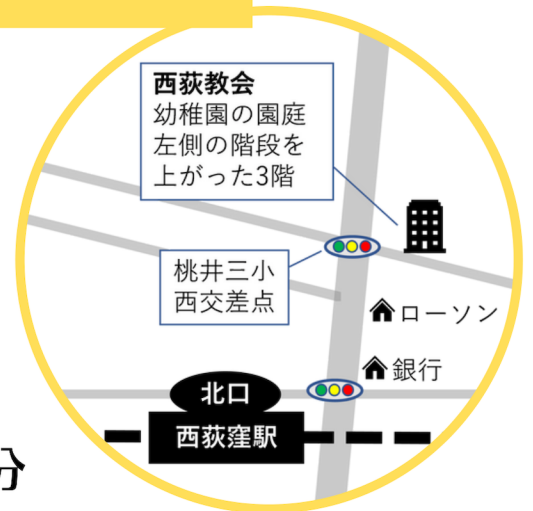 西荻教会
幼稚園の園庭
左側の階段を
上がった3階
桃井三小
西交差点
ローソン
銀行
北口
西荻窪駅
分